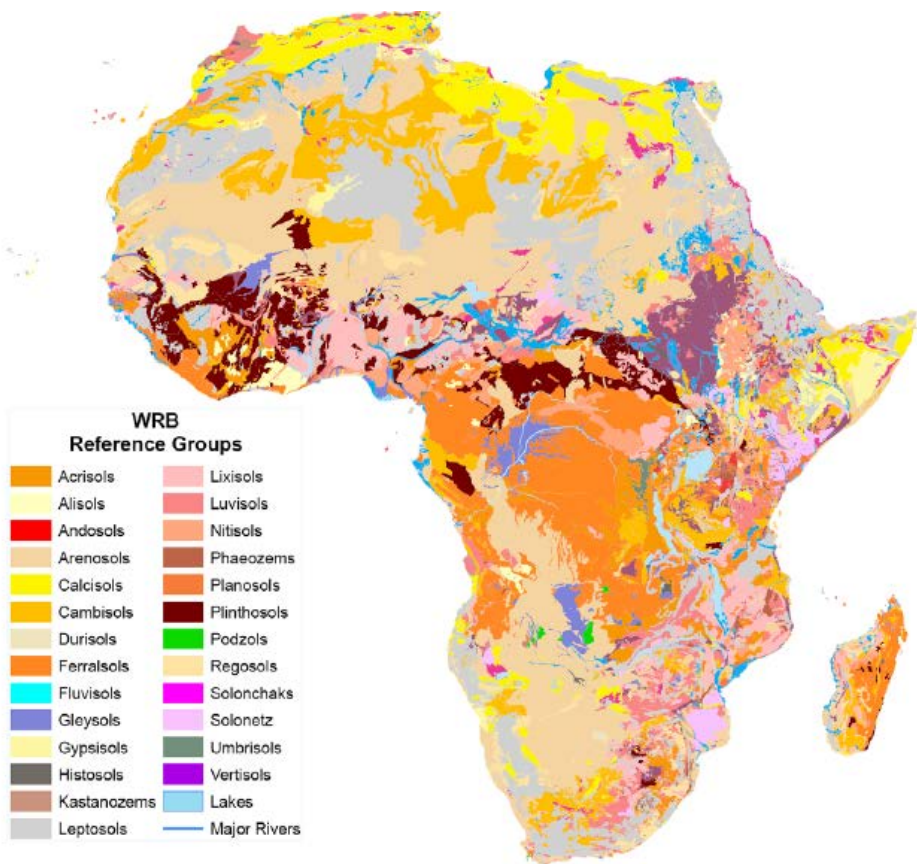 WRB
Reference Groups
Acrisols
Alisols
Andosols
Arenosols
Calcisols
Cambisols
Durisols
Ferralsols
Fluvisols
Gleysols
Gypsisols
Histosols
Kastanozems
Leptosols
Lixisols
Luvisols
Nitisols
Phaeozems
Planosols
Plinthosols
Podzols
Regosols
Solonchaks
Solonetz
Umbrisols
Vertisols
Lakes
Major Rivers